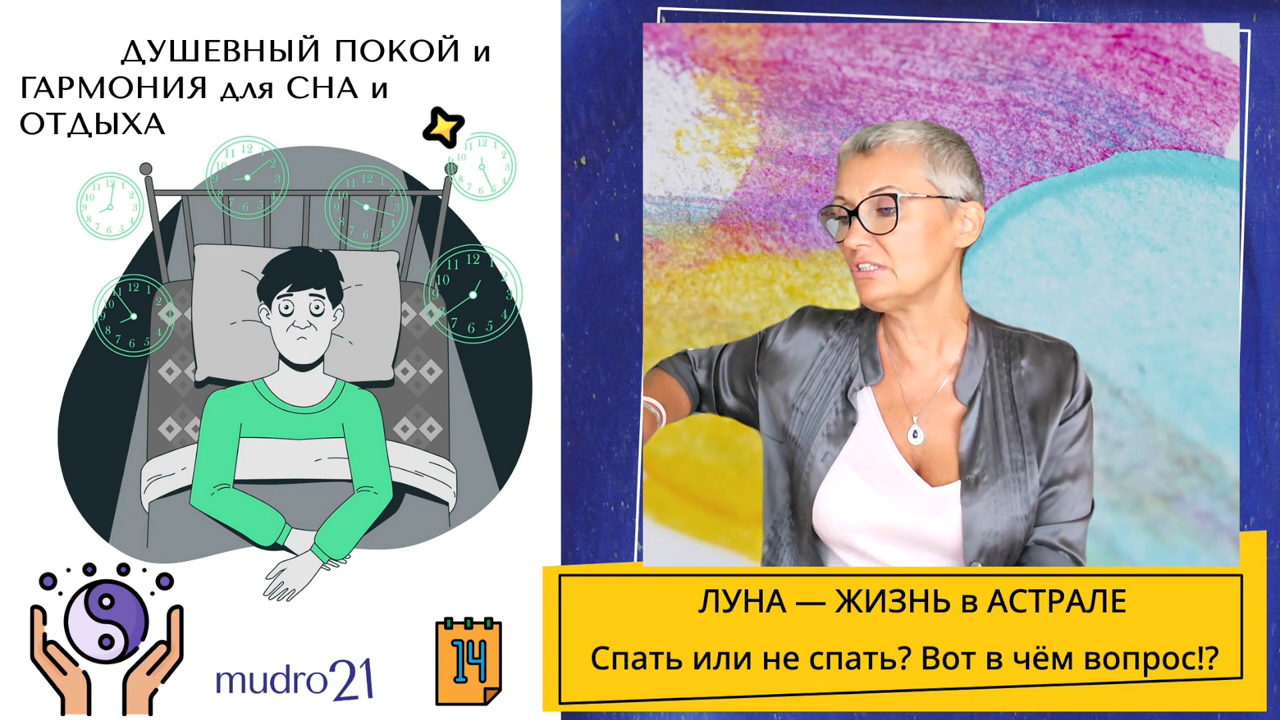 ДУШЕВНЫЙ ПОКОЙ и
ГАРМОНИЯ для СНА и
ОТДЫХА
mudro21
14
ЛУНА — ЖИЗНЬ в АСТРАЛЕ
Спать или не спать? Вот в чём вопрос!?